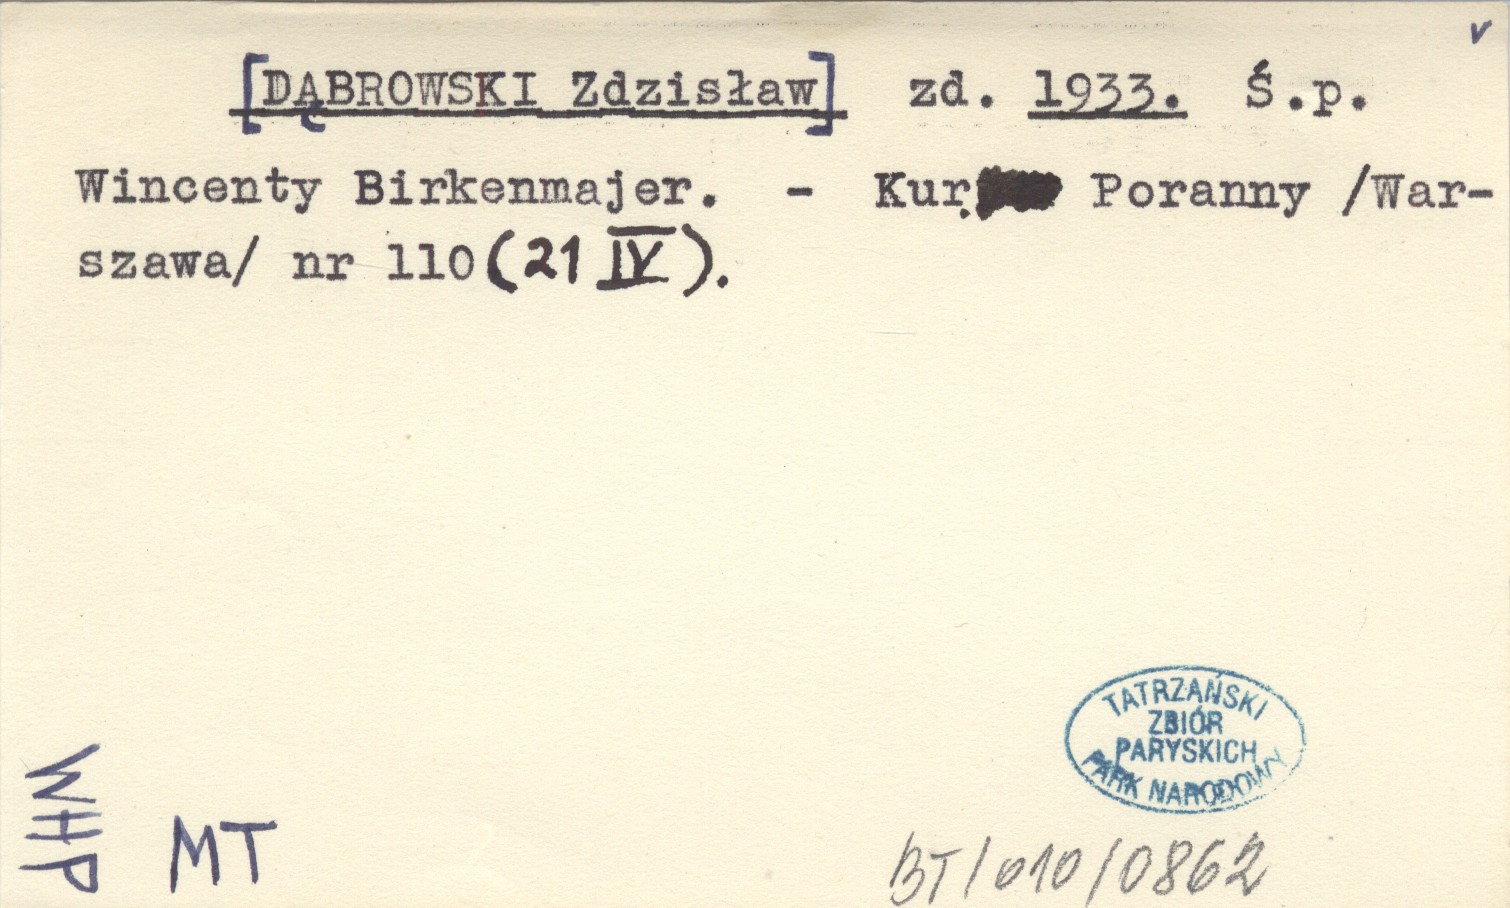 v
[DĄBROWSKI Zdzisław] zd. 1933. Ś.p.
Wincenty Birkenmajer. - Kur. Poranny /War-
szawa/ nr 110 (21 IV).
TATRZAŃSKI
ZBIÓR
PARYSKICH
PARK NARODOWY
WHP
MT
BT/010/0862